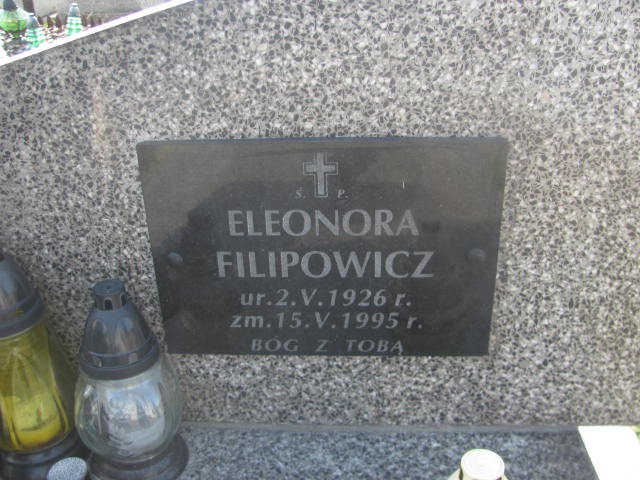 Ś. P.
ELEONORA
FILIPOWICZ
ur. 2. V. 1926 r.
zm. 15. V. 1995 r.
BÓG Z TOBĄ